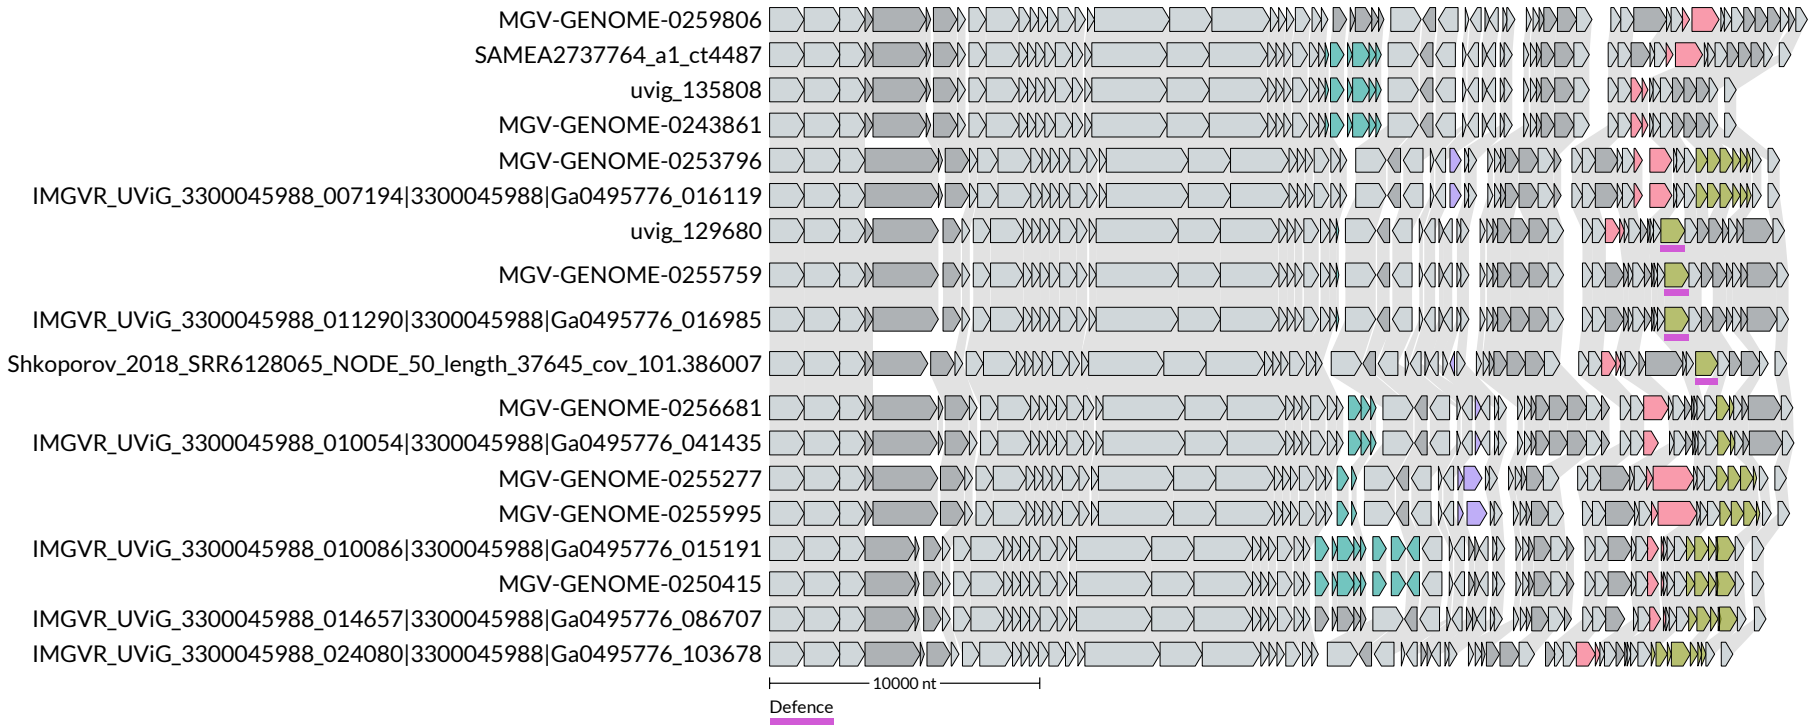 MGV-GENOME-0259806
SAMEA2737764_a1_ct4487
uvig_135808
MGV-GENOME-0243861
MGV-GENOME-0253796
IMGVR_UViG_3300045988_007194|3300045988|Ga0495776_016119
uvig_129680
MGV-GENOME-0255759
IMGVR_UViG_3300045988_011290|3300045988|Ga0495776_016985
Shkoporov_2018_SRR6128065_NODE_50_length_37645_cov_101.386007
MGV-GENOME-0256681
IMGVR_UViG_3300045988_010054|3300045988|Ga0495776_041435
MGV-GENOME-0255277
MGV-GENOME-0255995
IMGVR_UViG_3300045988_010086|3300045988|Ga0495776_015191
MGV-GENOME-0250415
IMGVR_UViG_3300045988_014657|3300045988|Ga0495776_086707
IMGVR_UViG_3300045988_024080|3300045988|Ga0495776_103678
10000 nt
Defence